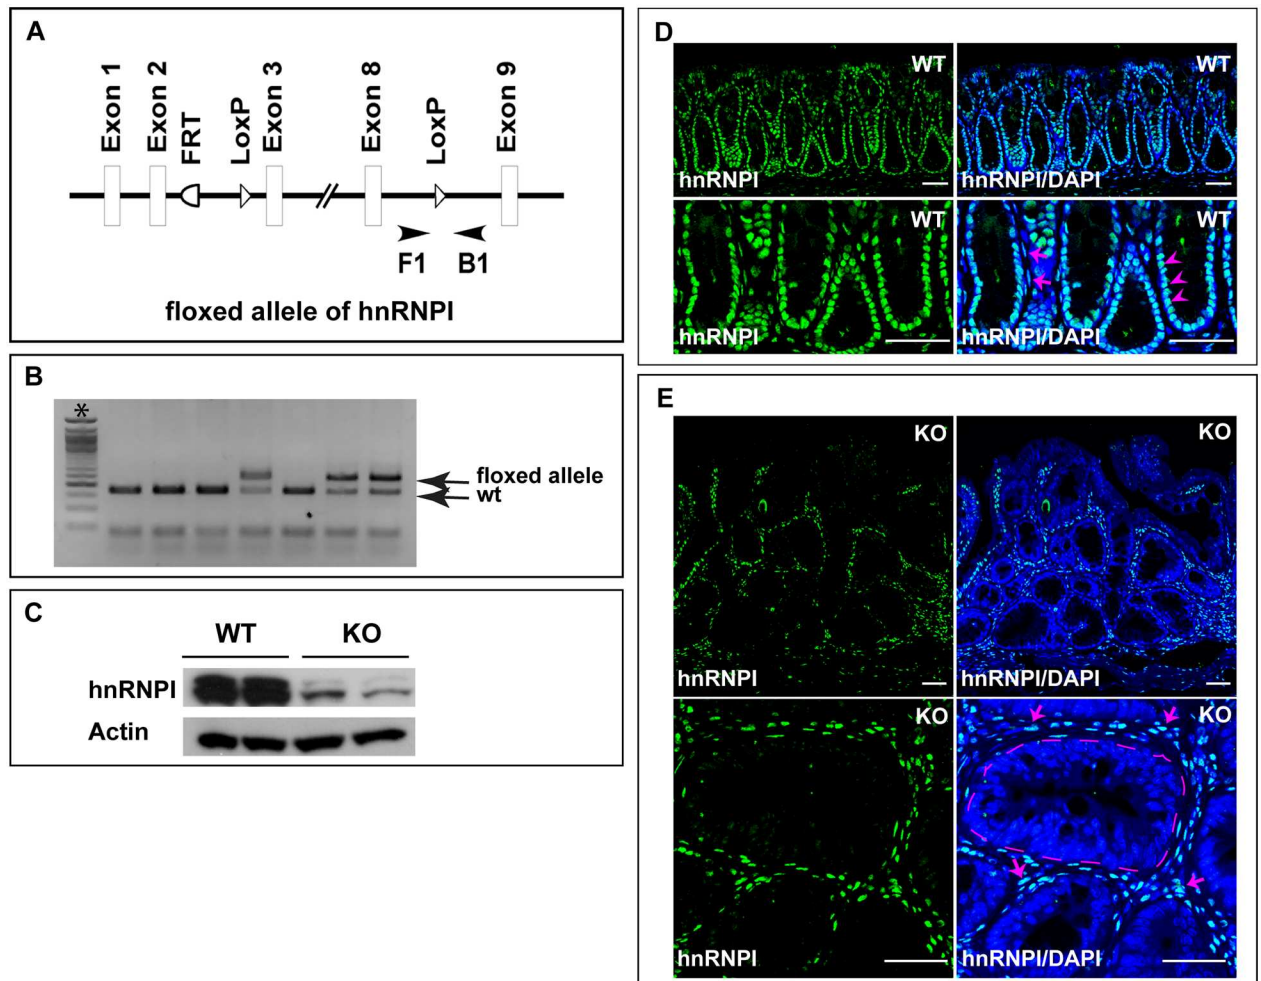 A
Exon 1
Exon 2
FRT
LoxP
Exon 3
Exon 8
LoxP
Exon 9
F1
B1
floxed allele of hnRNPI
B
*
floxed allele
wt
C
WT
KO
hnRNPI
Actin
D
WT
hnRNPI
WT
hnRNPI/DAPI
hnRNPI
WT
hnRNPI/DAPI
E
KO
hnRNPI
KO
hnRNPI/DAPI
KO
hnRNPI
KO
hnRNPI/DAPI